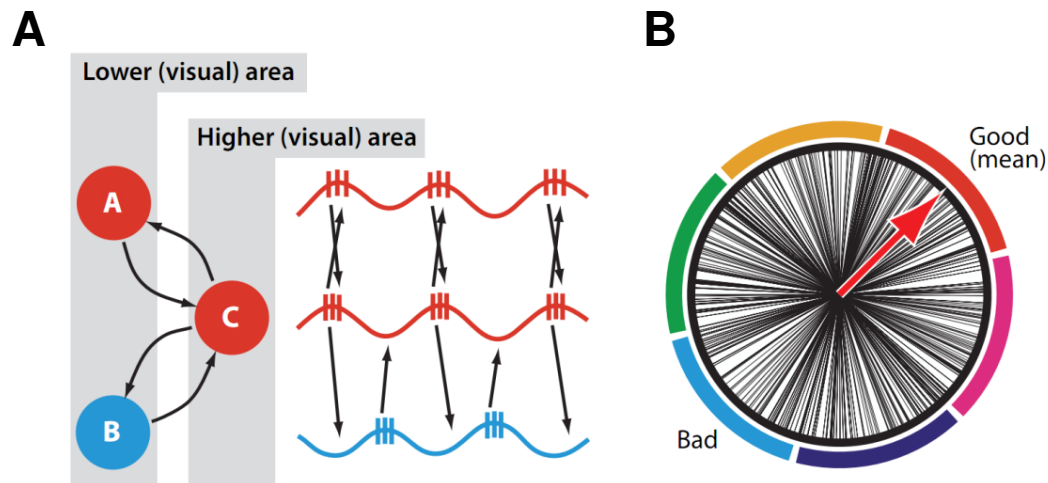 A
Lower (visual) area
Higher (visual) area
A
C
B
B
Good
(mean)
Bad